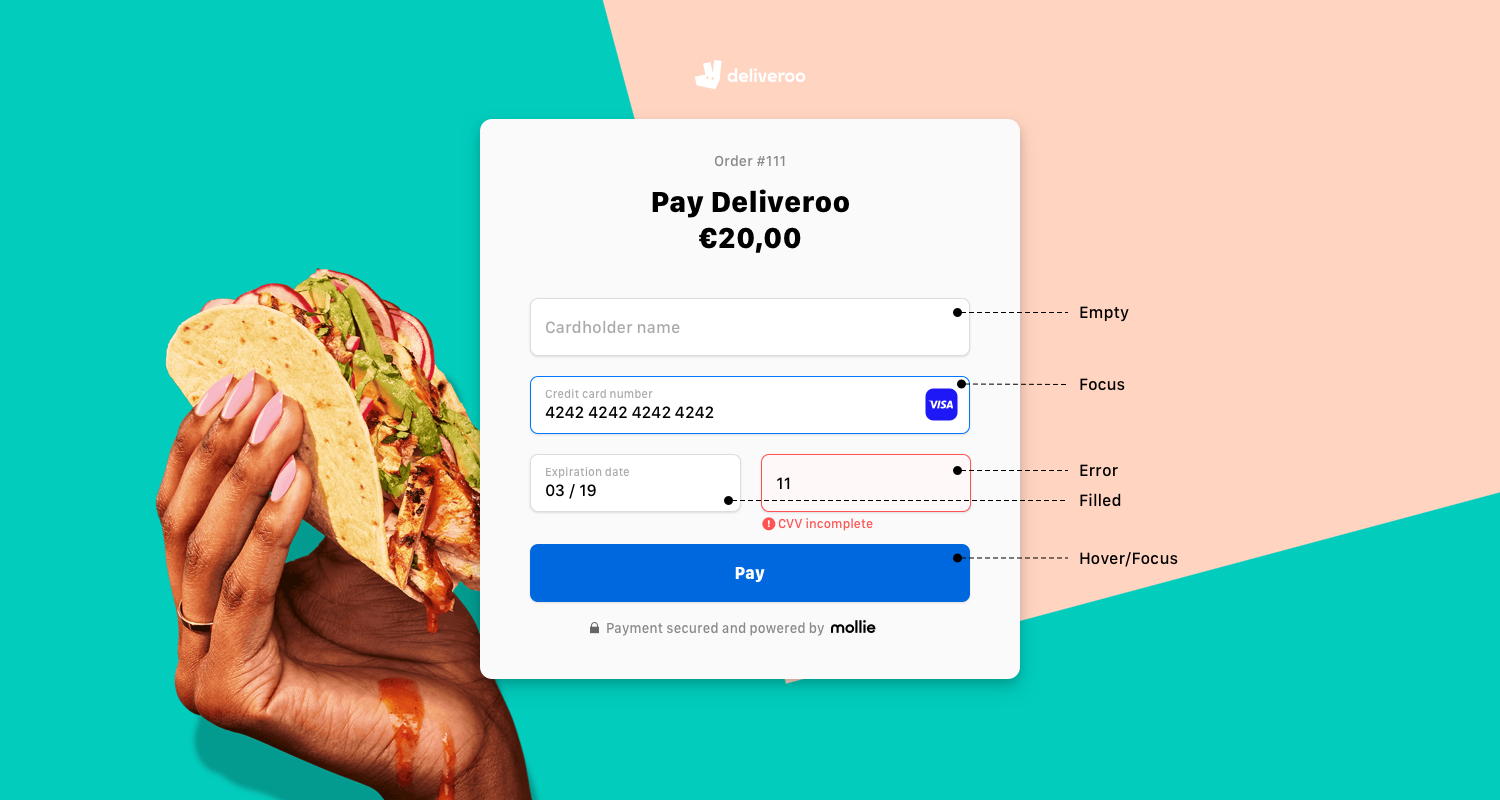 deliveroo
Order #111
Pay Deliveroo
€20,00
Cardholder name
Empty
Credit card number
4242 4242 4242 4242
VISA
Focus
Expiration date
03 / 19
11
Error
Filled
! CVV incomplete
Pay
Hover/Focus
Payment secured and powered by mollie